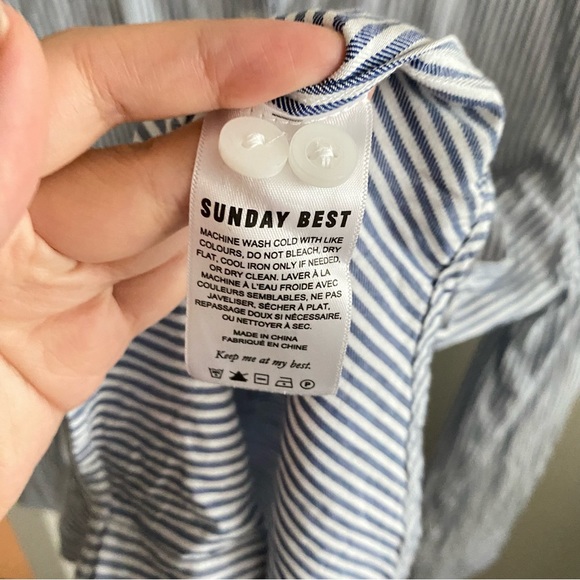 SUNDAY BEST
MACHINE WASH COLD WITH LIKE
COLOURS, DO NOT BLEACH, DRY
FLAT, COOL IRON ONLY IF NEEDED,
OR DRY CLEAN. LAVER À LA
MACHINE À L'EAU FROIDE AVEC
COULEURS SEMBLABLES, NE PAS
JAVELISER, SÉCHER À PLAT,
REPASSAGE DOUX SI NÉCESSAIRE,
OU NETTOYER À SEC.
MADE IN CHINA
FABRIQUÉ EN CHINE
Keep me at my best.